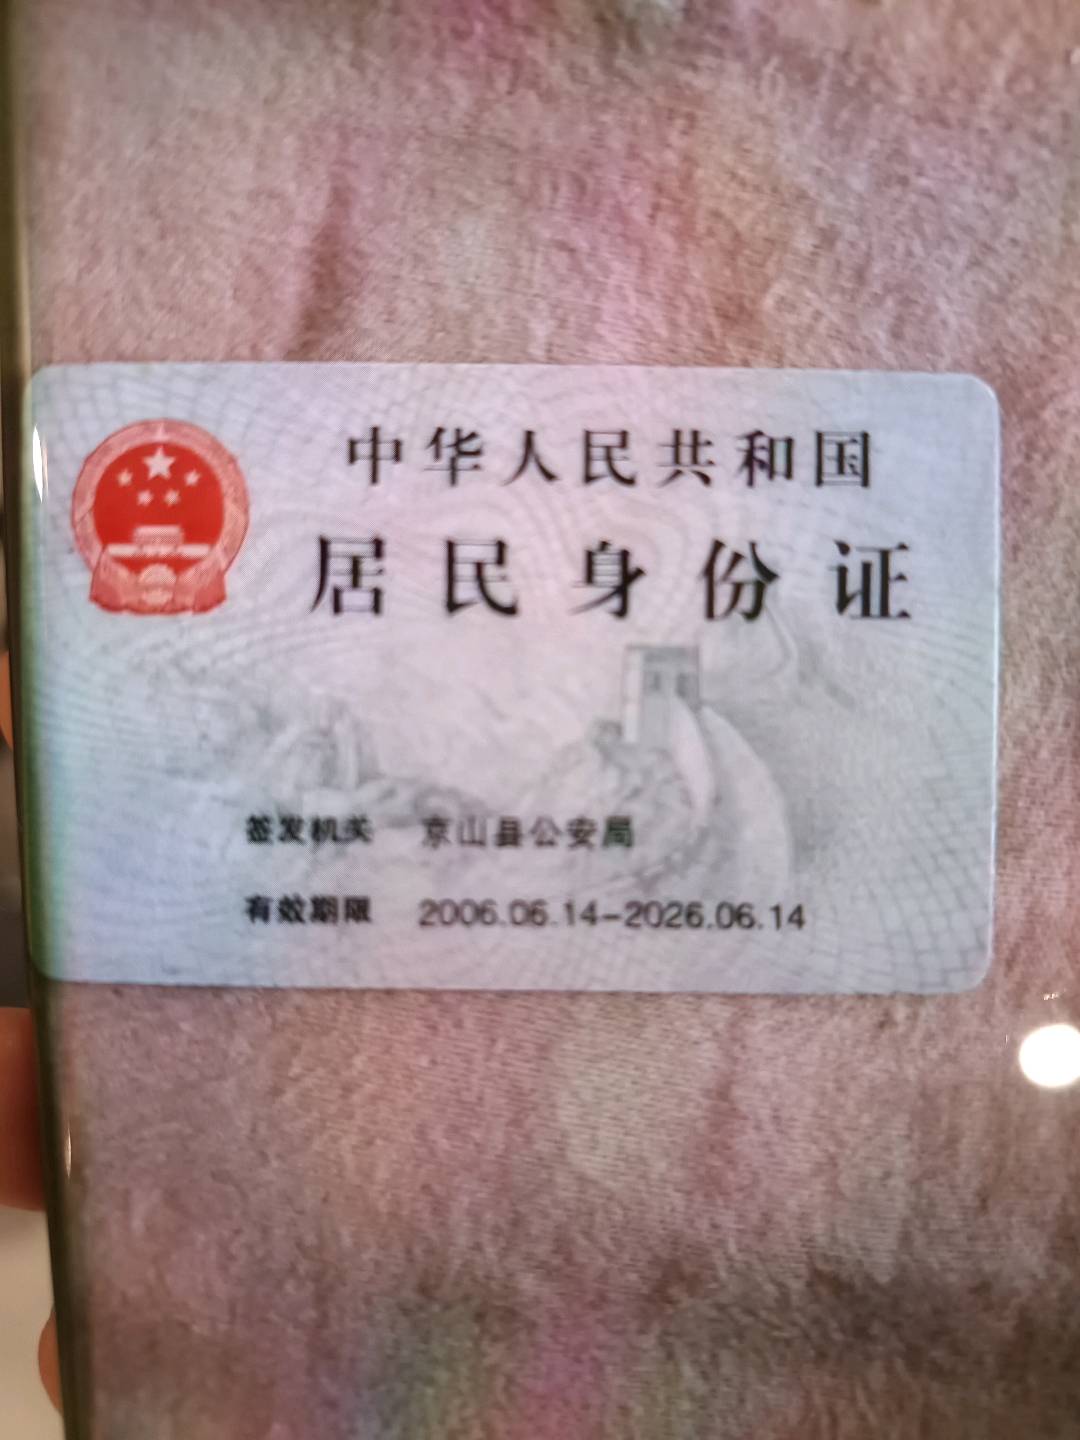 中华人民共和国
居民身份证
签发机关 京山县公安局
有效期限 2006.06.14-2026.06.14